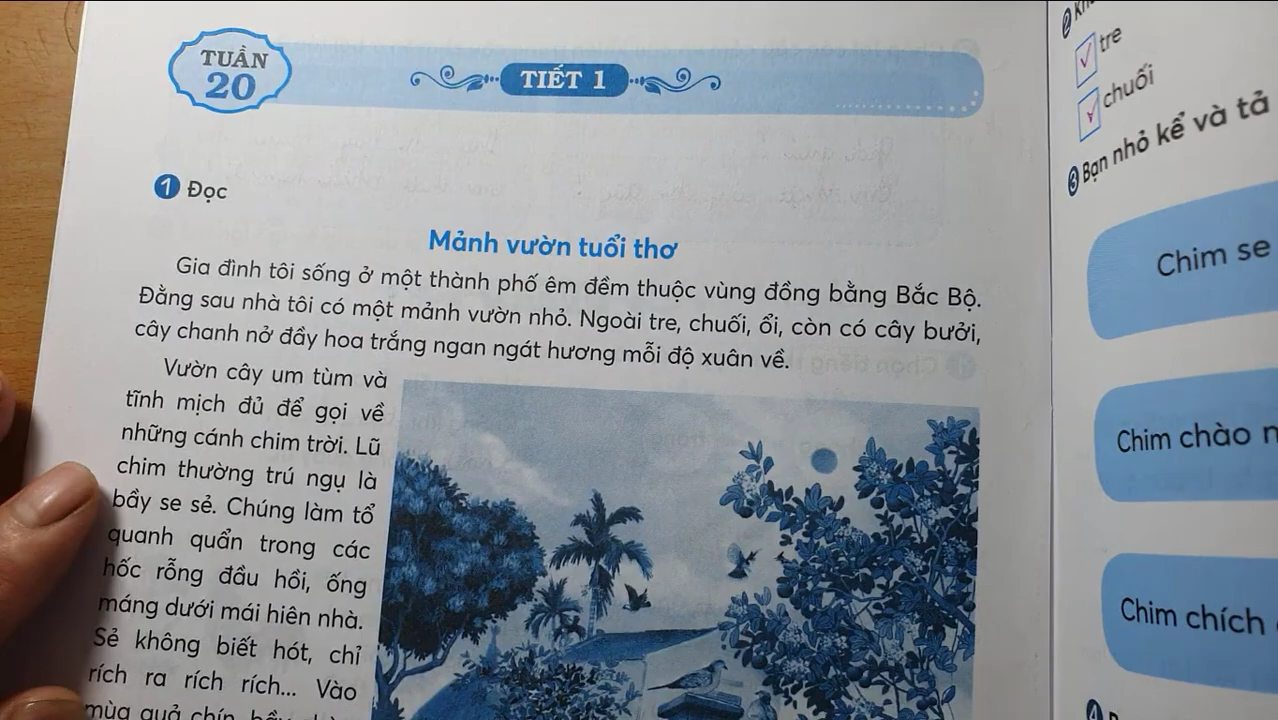 TUẦN
20
TIẾT 1
1 Đọc
Mảnh vườn tuổi thơ
Gia đình tôi sống ở một thành phố êm đềm thuộc vùng đồng bằng Bắc Bộ.
Đằng sau nhà tôi có một mảnh vườn nhỏ. Ngoài tre, chuối, ổi, còn có cây bưởi,
cây chanh nở đầy hoa trắng ngan ngát hương mỗi độ xuân về.
Vườn cây um tùm và
tĩnh mịch đủ để gọi về
những cánh chim trời. Lũ
chim thường trú ngụ là
bầy se sẻ. Chúng làm tổ
quanh quẩn trong các
hốc rỗng đầu hồi, ống
máng dưới mái hiên nhà.
Sẻ không biết hót, chỉ
rích ra rích rích... Vào
mùa quả chín, bầy
2
tre
chuối
3 Bạn nhỏ kể và tả
Chim se
Chim chào
Chim chích
4